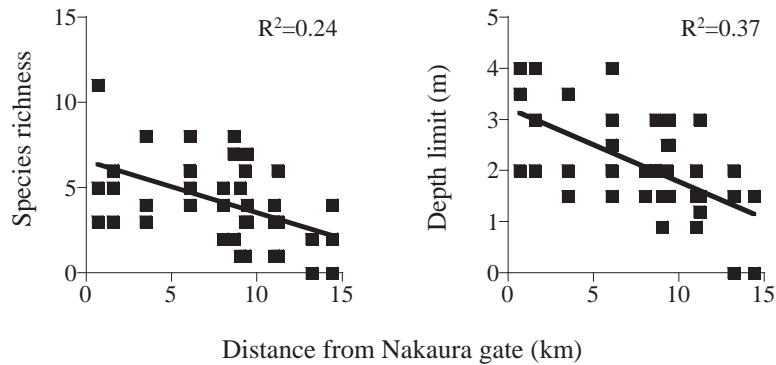 R²=0.24
Species richness
15
10
5
0
0 5 10 15
R²=0.37
Depth limit (m)
5
4
3
2
1
0
0 5 10 15
Distance from Nakaura gate (km)